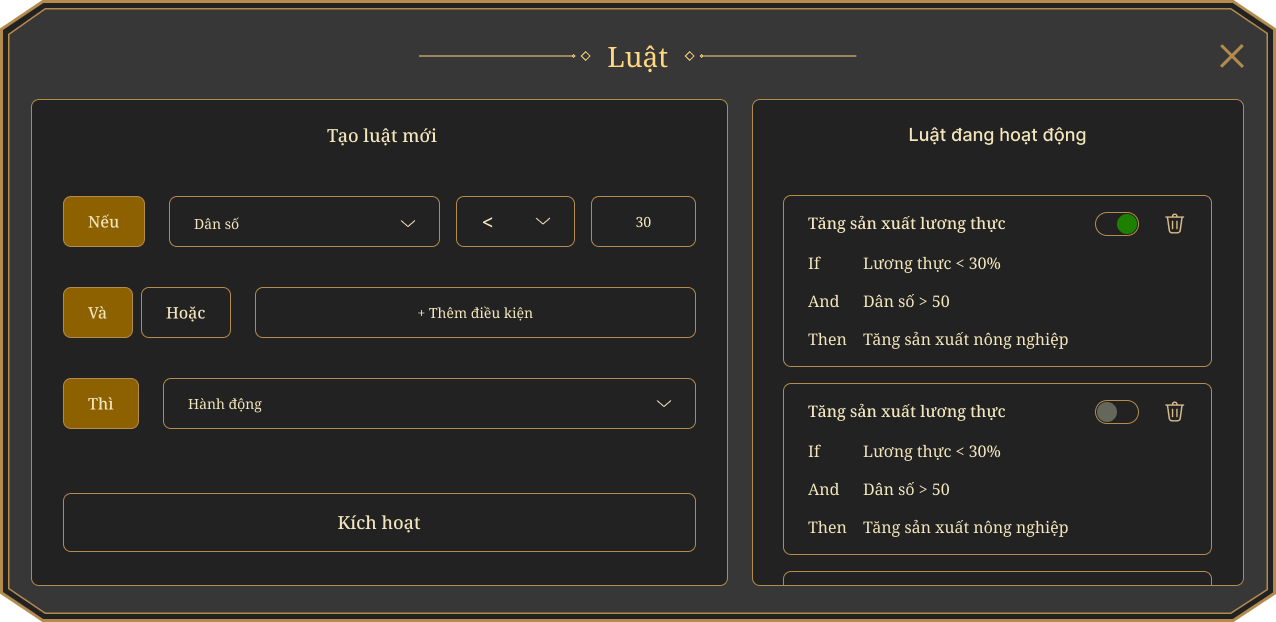 Luật
Tạo luật mới
Nếu
Dân số
<
30
Và
Hoặc
+ Thêm điều kiện
Thì
Hành động
Kích hoạt
Luật đang hoạt động
Tăng sản xuất lương thực
If Lương thực < 30%
And Dân số > 50
Then Tăng sản xuất nông nghiệp
Tăng sản xuất lương thực
If Lương thực < 30%
And Dân số > 50
Then Tăng sản xuất nông nghiệp